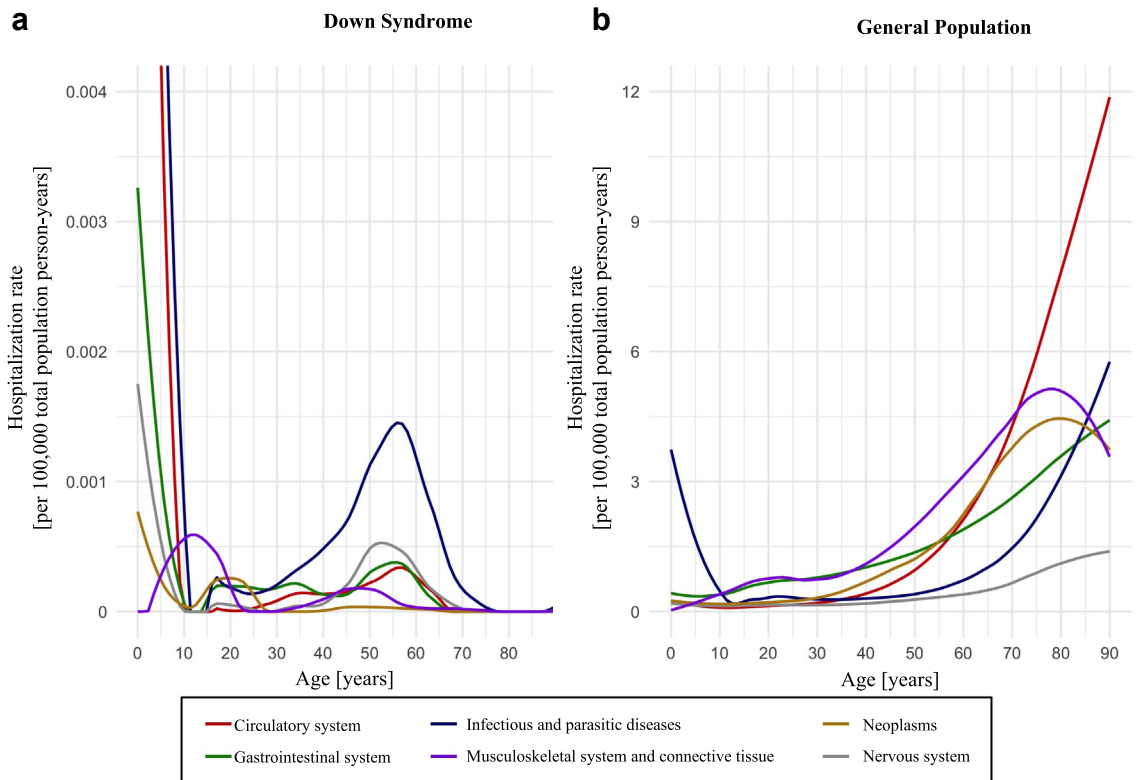 a
Down Syndrome
Hospitalization rate
[per 100,000 total population person-years]
0.004
0.003
0.002
0.001
0
0 10 20 30 40 50 60 70 80
Age [years]
b
General Population
Hospitalization rate
[per 100,000 total population person-years]
12
9
6
3
0
0 10 20 30 40 50 60 70 80 90
Age [years]
Circulatory system
Infectious and parasitic diseases
Neoplasms
Gastrointestinal system
Musculoskeletal system and connective tissue
Nervous system